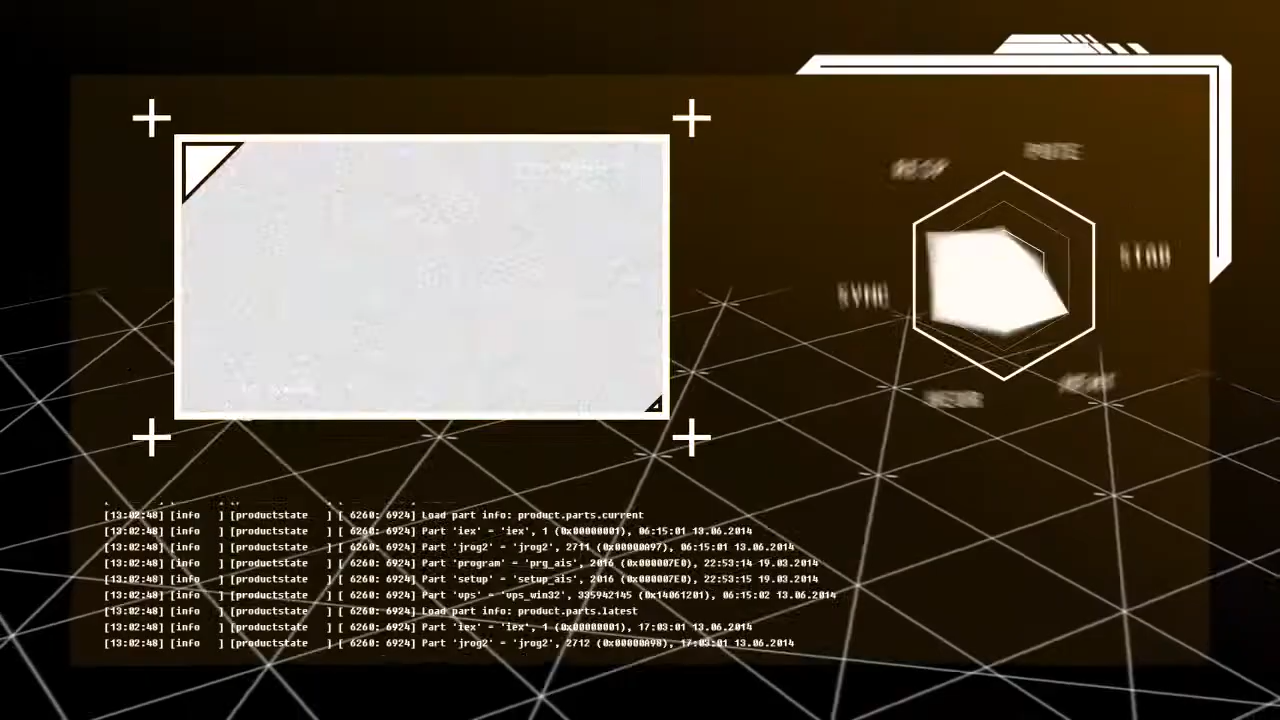 [13:02:48] [info   ] [productstate   ] [ 6260: 6924] Load part info: product.parts.current
[13:02:48] [info   ] [productstate   ] [ 6260: 6924] Part 'iex' = 'iex', 1 (0x00000001), 06:15:01 13.06.2014
[13:02:48] [info   ] [productstate   ] [ 6260: 6924] Part 'jrog2' = 'jrog2', 2711 (0x00000A97), 06:15:01 13.06.2014
[13:02:48] [info   ] [productstate   ] [ 6260: 6924] Part 'program' = 'prg_ais', 2016 (0x000007E0), 22:53:14 19.03.2014
[13:02:48] [info   ] [productstate   ] [ 6260: 6924] Part 'setup' = 'setup_ais', 2016 (0x000007E0), 22:53:15 19.03.2014
[13:02:48] [info   ] [productstate   ] [ 6260: 6924] Part 'vps' = 'vps_win32', 335942145 (0x14061201), 06:15:02 13.06.2014
[13:02:48] [info   ] [productstate   ] [ 6260: 6924] Load part info: product.parts.latest
[13:02:48] [info   ] [productstate   ] [ 6260: 6924] Part 'iex' = 'iex', 1 (0x00000001), 17:03:01 13.06.2014
[13:02:48] [info   ] [productstate   ] [ 6260: 6924] Part 'jrog2' = 'jrog2', 2712 (0x00000A98), 17:03:01 13.06.2014